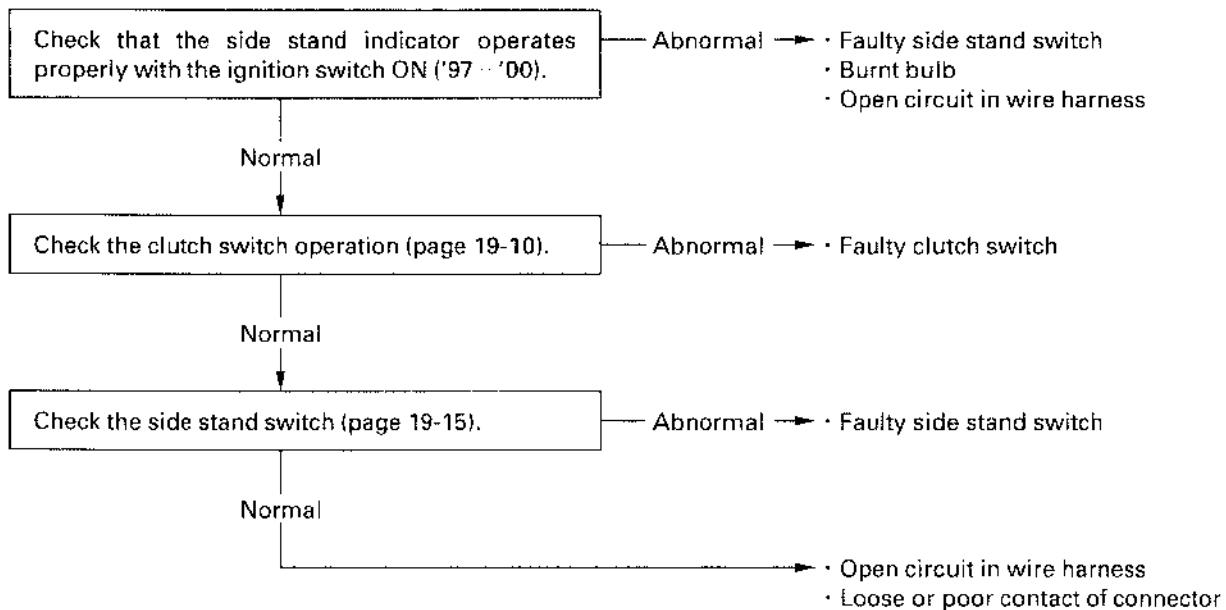 Check that the side stand indicator operates
properly with the ignition switch ON ('97 – '00).
Abnormal
· Faulty side stand switch
· Burnt bulb
· Open circuit in wire harness
Normal
Check the clutch switch operation (page 19-10).
Abnormal
· Faulty clutch switch
Normal
Check the side stand switch (page 19-15).
Abnormal
· Faulty side stand switch
Normal
· Open circuit in wire harness
· Loose or poor contact of connector